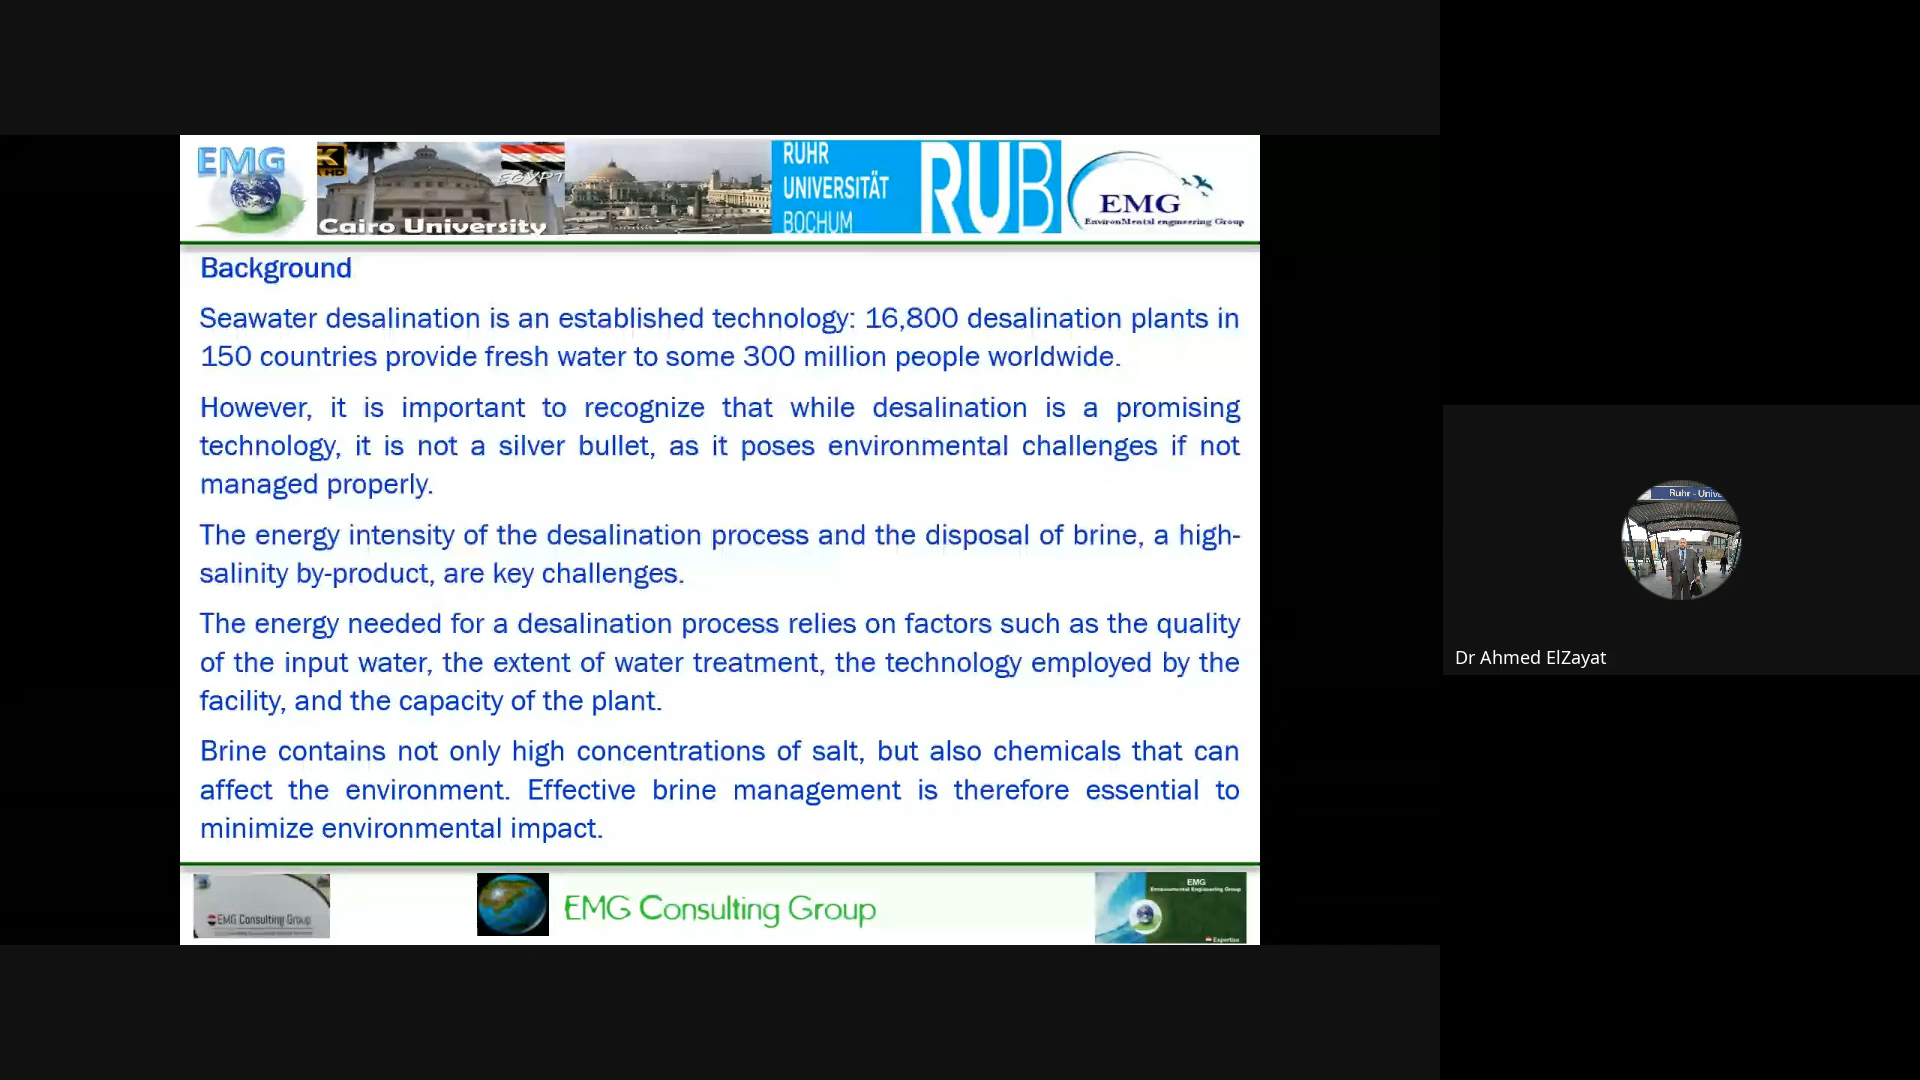 EMG
K
HD
EGYPT
Cairo University
RUHR
UNIVERSITÄT
BOCHUM
RUB
EMG
EnvironMental engineering Group
Background
Seawater desalination is an established technology: 16,800 desalination plants in
150 countries provide fresh water to some 300 million people worldwide.
However, it is important to recognize that while desalination is a promising
technology, it is not a silver bullet, as it poses environmental challenges if not
managed properly.
The energy intensity of the desalination process and the disposal of brine, a high-
salinity by-product, are key challenges.
The energy needed for a desalination process relies on factors such as the quality
of the input water, the extent of water treatment, the technology employed by the
facility, and the capacity of the plant.
Brine contains not only high concentrations of salt, but also chemicals that can
affect the environment. Effective brine management is therefore essential to
minimize environmental impact.
EMG Consulting Group
EMG Consulting Group
EMG
Environmental Engineering Group
Expertise
Ruhr - Unive
Dr Ahmed ElZayat